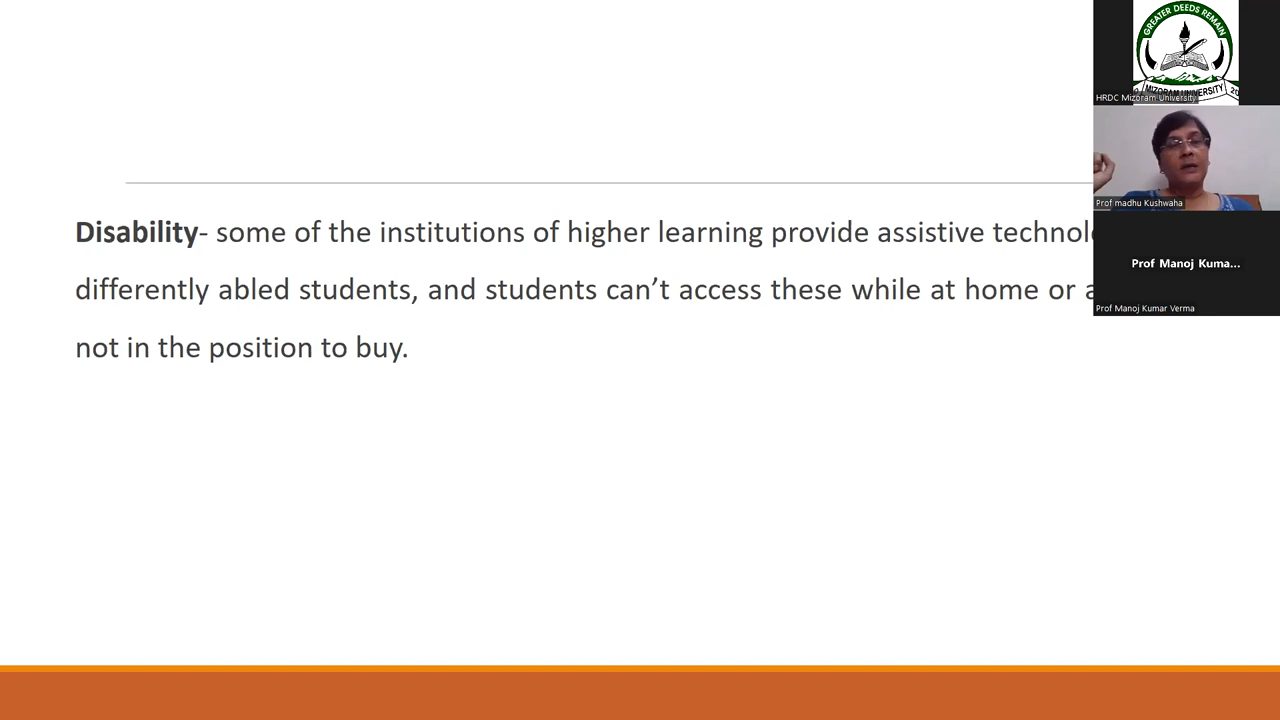 Disability- some of the institutions of higher learning provide assistive
differently abled students, and students can’t access these while at home or
not in the position to buy.
GREATER DEEDS REMAIN
MIZORAM UNIVERSITY
HRDC Mizoram University
Prof madhu Kushwaha
Prof Manoj Kuma...
Prof Manoj Kumar Verma